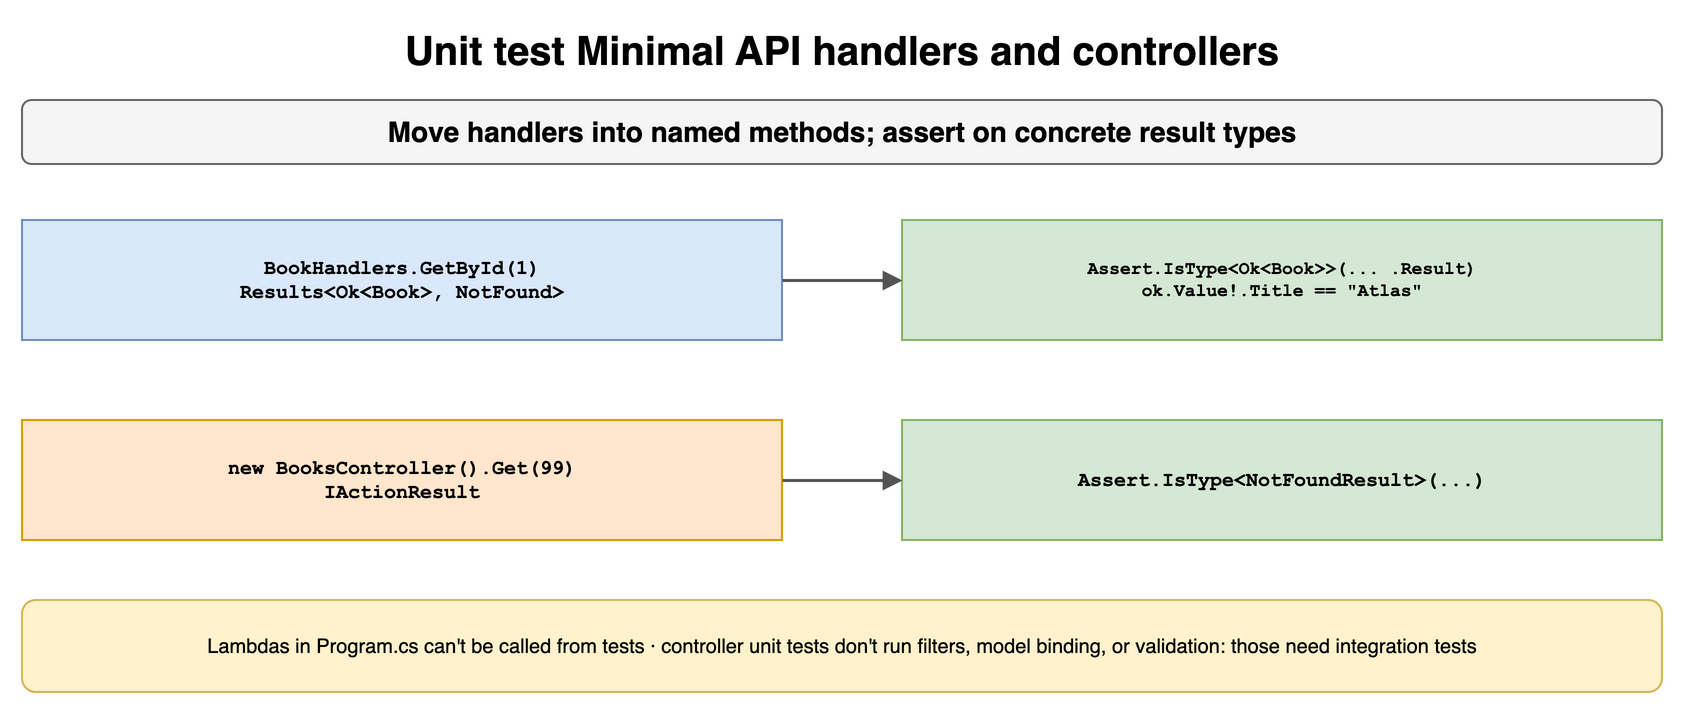 Unit test Minimal API handlers and controllers
Move handlers into named methods; assert on concrete result types
BookHandlers.GetById(1)
Results<Ok<Book>, NotFound>
Assert.IsType<Ok<Book>>(... .Result)
ok.Value!.Title == "Atlas"
new BooksController().Get(99)
IActionResult
Assert.IsType<NotFoundResult>(...)
Lambdas in Program.cs can't be called from tests · controller unit tests don't run filters, model binding, or validation: those need integration tests